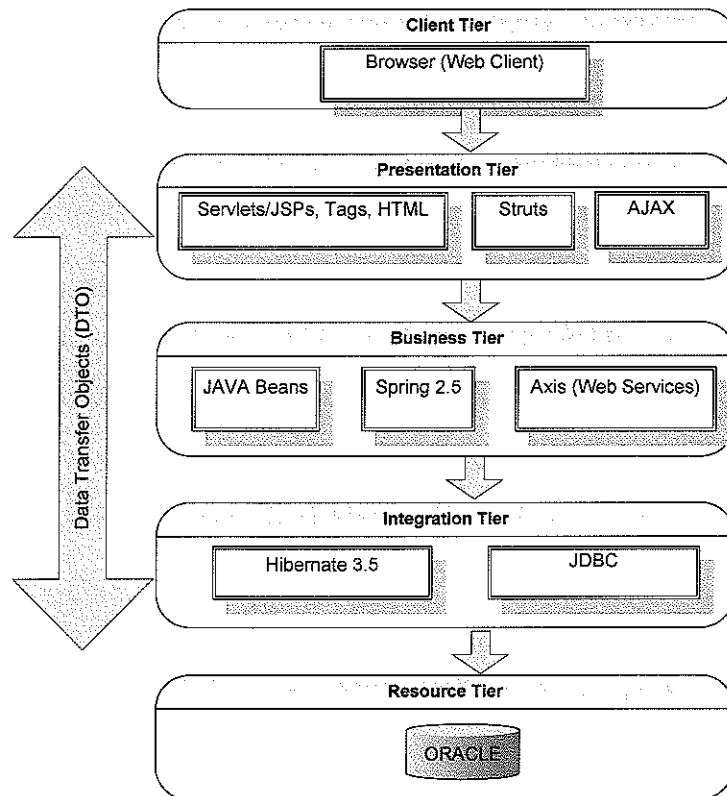 Client Tier
Browser (Web Client)
Presentation Tier
Servlets/JSPs, Tags, HTML
Struts
AJAX
Data Transfer Objects (DTO)
Business Tier
JAVA Beans
Spring 2.5
Axis (Web Services)
Integration Tier
Hibernate 3.5
JDBC
Resource Tier
ORACLE